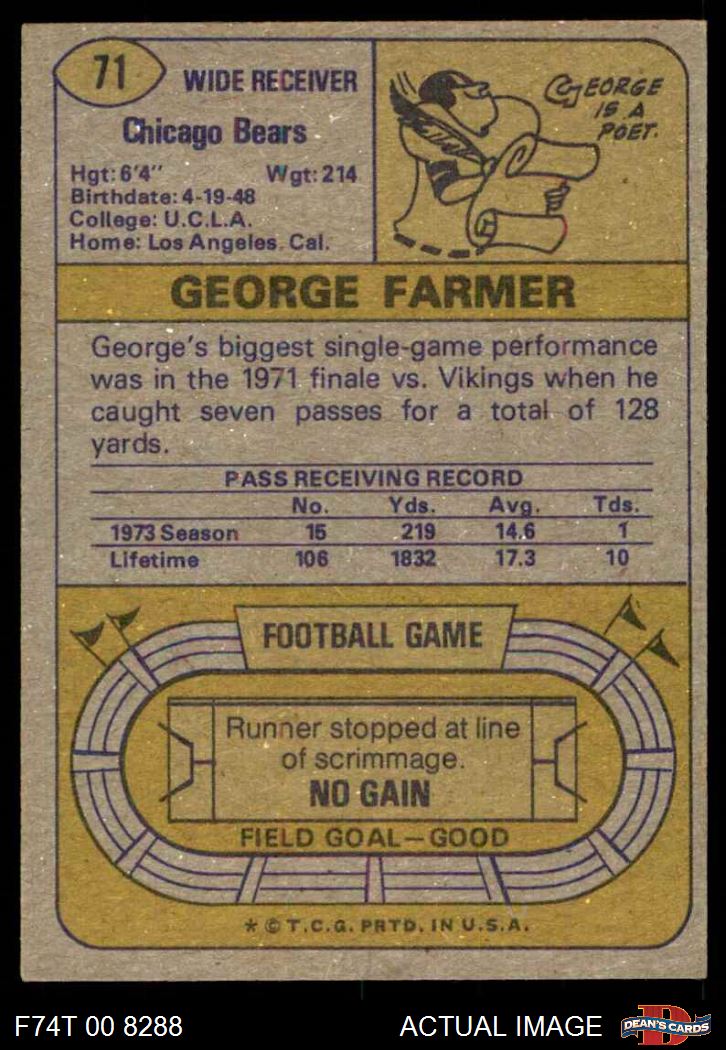 71
WIDE RECEIVER
Chicago Bears
Hgt: 6'4" Wgt: 214
Birthdate: 4-19-48
College: U.C.L.A.
Home: Los Angeles, Cal.
GEORGE
IS A
POET.
GEORGE FARMER
George's biggest single-game performance
was in the 1971 finale vs. Vikings when he
caught seven passes for a total of 128
yards.
PASS RECEIVING RECORD
No. Yds. Avg. Tds.
1973 Season 15 219 14.6 1
Lifetime 106 1832 17.3 10
FOOTBALL GAME
Runner stopped at line
of scrimmage.
NO GAIN
FIELD GOAL—GOOD
* © T.C.G. PRTD. IN U.S.A.
F74T 00 8288 ACTUAL IMAGE
D
DEAN'S CARDS